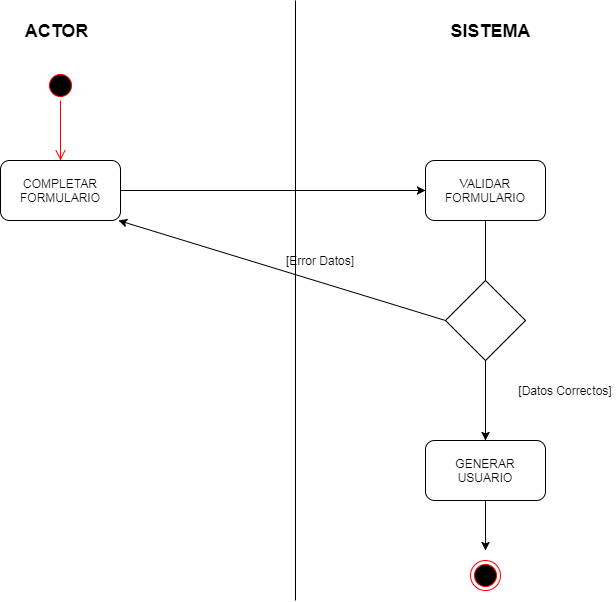 ACTOR
SISTEMA
COMPLETAR
FORMULARIO
VALIDAR
FORMULARIO
[Error Datos]
[Datos Correctos]
GENERAR
USUARIO